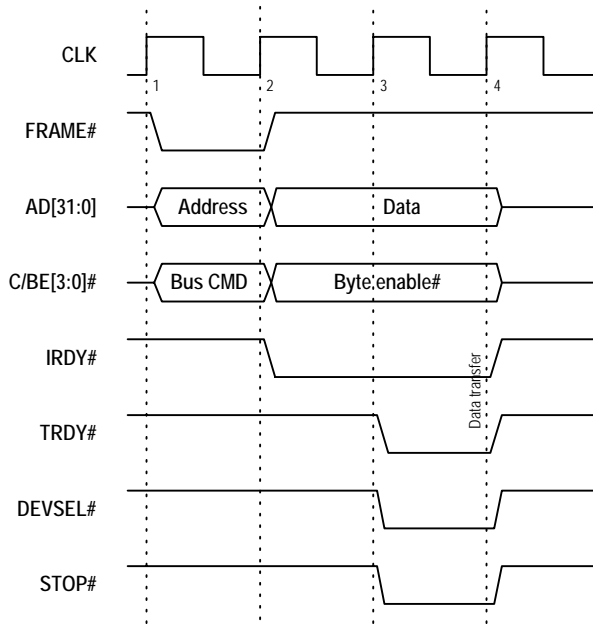 CLK
1
2
3
4
FRAME#
AD[31:0]
Address
Data
C/BE[3:0]#
Bus CMD
Byte enable#
IRDY#
Data transfer
TRDY#
DEVSEL#
STOP#